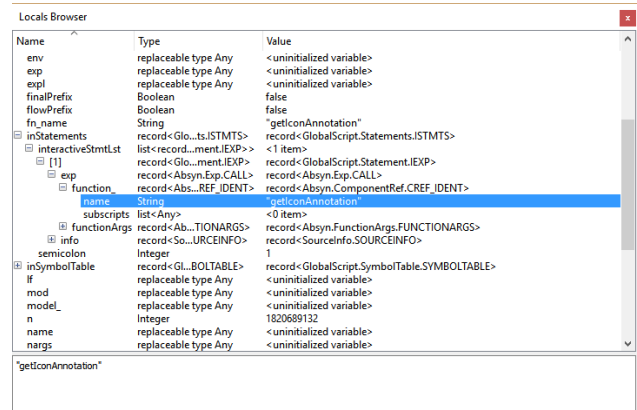 Locals Browser
x
Name Type Value
env replaceable type Any <uninitialized variable>
exp replaceable type Any <uninitialized variable>
expl replaceable type Any <uninitialized variable>
finalPrefix Boolean false
flowPrefix Boolean false
fn_name String "getIconAnnotation"
inStatements record<Glo...ts.ISTMTS> record<GlobalScript.Statements.ISTMTS>
interactiveStmtLst list<record...ment.IEXP>> <1 item>
[1] record<Glo...ment.IEXP> record<GlobalScript.Statement.IEXP>
exp record<Absyn.Exp.CALL> record<Absyn.Exp.CALL>
function_ record<Abs...REF_IDENT> record<Absyn.ComponentRef.CREF_IDENT>
name String "getIconAnnotation"
subscripts list<Any> <0 item>
functionArgs record<Ab...TIONARGS> record<Absyn.FunctionArgs.FUNCTIONARGS>
info record<So...URCEINFO> record<SourceInfo.SOURCEINFO>
semicolon Integer 1
inSymbolTable record<Gl...BOLTABLE> record<GlobalScript.SymbolTable.SYMBOLTABLE>
lf replaceable type Any <uninitialized variable>
mod replaceable type Any <uninitialized variable>
model_ replaceable type Any <uninitialized variable>
n Integer 1820689132
name replaceable type Any <uninitialized variable>
nargs replaceable type Any <uninitialized variable>
"getIconAnnotation"